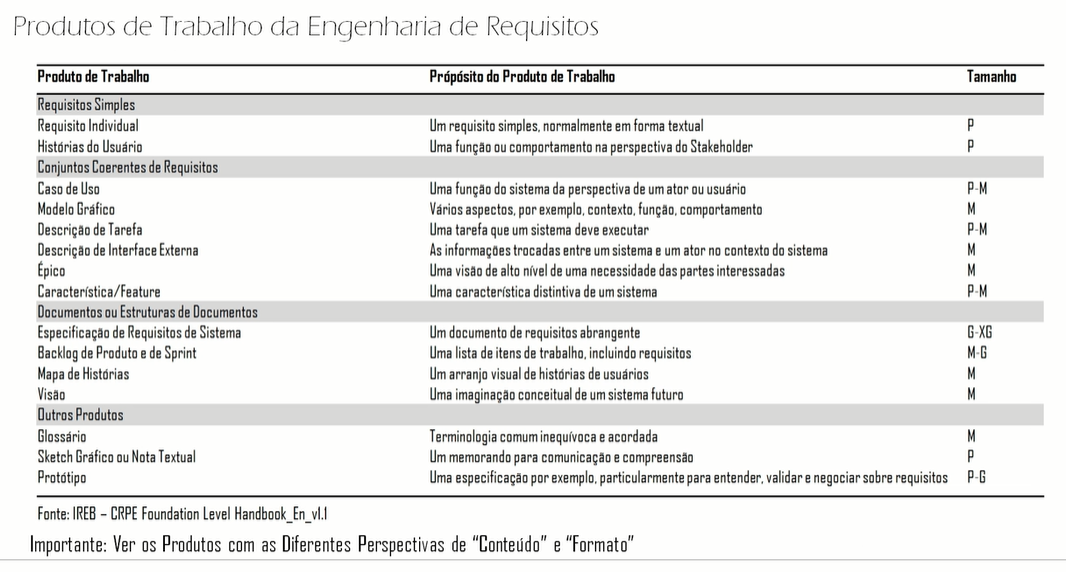 Produtos de Trabalho da Engenharia de Requisitos
Produto de Trabalho Própósito do Produto de Trabalho Tamanho
Requisitos Simples
Requisito Individual Um requisito simples, normalmente em forma textual P
Histórias do Usuário Uma função ou comportamento na perspectiva do Stakeholder P
Conjuntos Coerentes de Requisitos
Caso de Uso Uma função do sistema da perspectiva de um ator ou usuário P-M
Modelo Gráfico Vários aspectos, por exemplo, contexto, função, comportamento M
Descrição de Tarefa Uma tarefa que um sistema deve executar P-M
Descrição de Interface Externa As informações trocadas entre um sistema e um ator no contexto do sistema M
Épico Uma visão de alto nível de uma necessidade das partes interessadas M
Característica/Feature Uma característica distintiva de um sistema P-M
Documentos ou Estruturas de Documentos
Especificação de Requisitos de Sistema Um documento de requisitos abrangente G-XG
Backlog de Produto e de Sprint Uma lista de itens de trabalho, incluindo requisitos M-G
Mapa de Histórias Um arranjo visual de histórias de usuários M
Visão Uma imaginação conceitual de um sistema futuro M
Outros Produtos
Glossário Terminologia comum inequívoca e acordada M
Sketch Gráfico ou Nota Textual Um memorando para comunicação e compreensão P
Protótipo Uma especificação por exemplo, particularmente para entender, validar e negociar sobre requisitos P-G
Fonte: IREB – CRPE Foundation Level Handbook_En_v1.1
Importante: Ver os Produtos com as Diferentes Perspectivas de “Conteúdo” e “Formato”